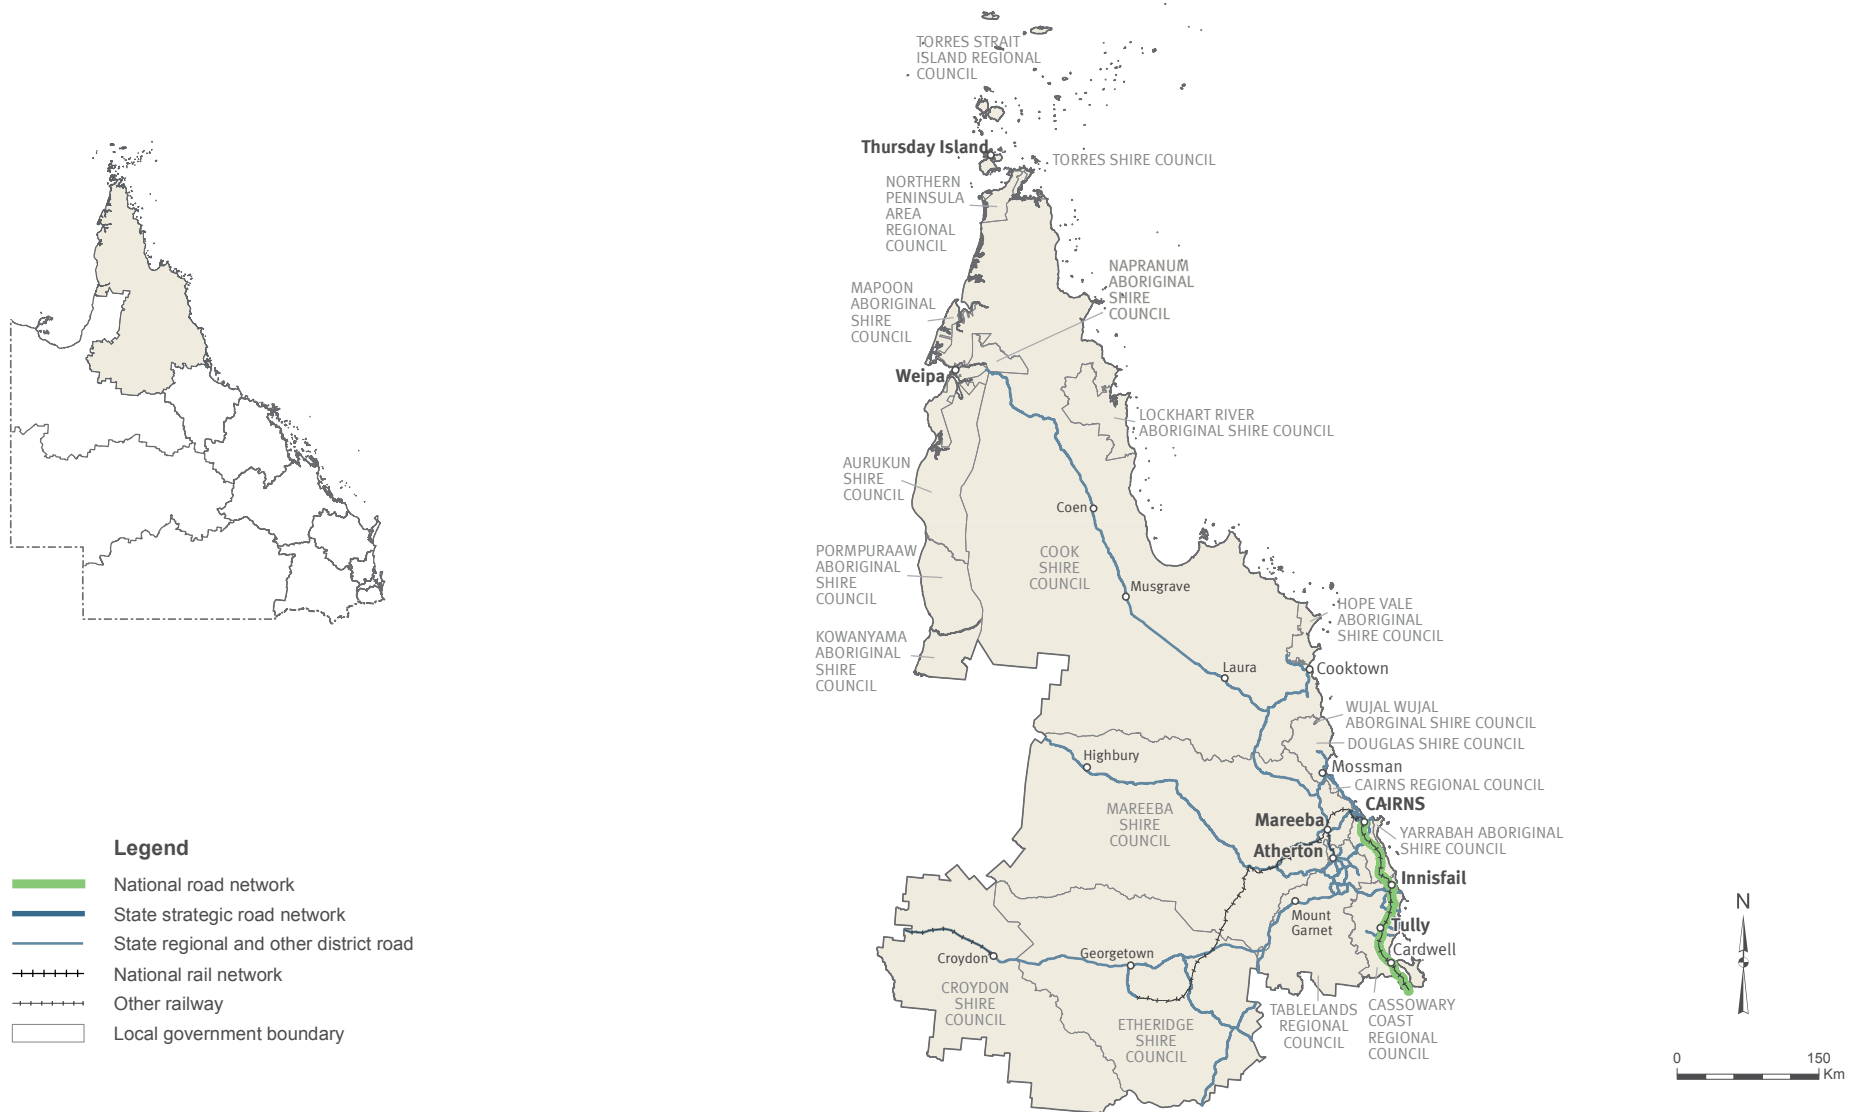 TORRES STRAIT
ISLAND REGIONAL
COUNCIL
Thursday Island
TORRES SHIRE COUNCIL
NORTHERN
PENINSULA
AREA
REGIONAL
COUNCIL
NAPRANUM
ABORIGINAL
SHIRE
COUNCIL
MAPOON
ABORIGINAL
SHIRE
COUNCIL
Weipa
LOCKHART RIVER
ABORIGINAL SHIRE COUNCIL
AURUKUN
SHIRE
COUNCIL
Coen
PORMPURAAW
ABORIGINAL
SHIRE
COUNCIL
COOK
SHIRE
COUNCIL
Musgrave
HOPE VALE
ABORIGINAL
SHIRE COUNCIL
KOWANYAMA
ABORIGINAL
SHIRE
COUNCIL
Laura
Cooktown
WUJAL WUJAL
ABORGINAL SHIRE COUNCIL
DOUGLAS SHIRE COUNCIL
Highbury
Mossman
CAIRNS REGIONAL COUNCIL
MAREEBA
SHIRE
COUNCIL
CAIRNS
Mareeba
YARRABAH ABORIGINAL
SHIRE COUNCIL
Atherton
Innisfail
Mount
Garnet
Tully
Cardwell
Croydon
Georgetown
CROYDON
SHIRE
COUNCIL
ETHERIDGE
SHIRE
COUNCIL
TABLELANDS
REGIONAL
COUNCIL
CASSOWARY
COAST
REGIONAL
COUNCIL
Legend
National road network
State strategic road network
State regional and other district road
National rail network
Other railway
Local government boundary
N
0 150
Km